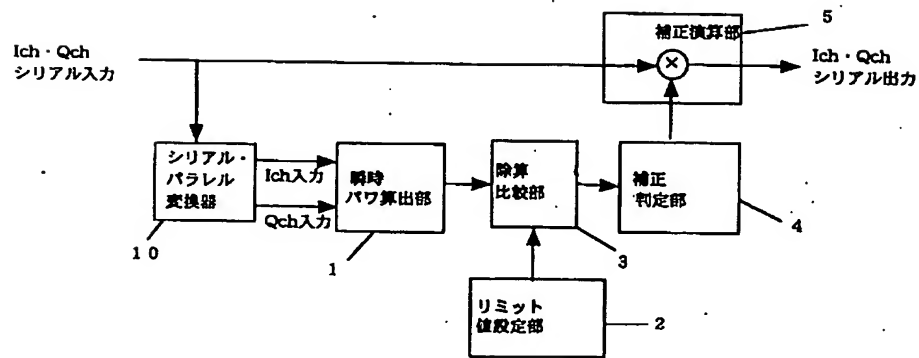 5
補正演算部
Ich・Qch
シリアル入力
×
Ich・Qch
シリアル出力
シリアル・
パラレル
変換器
Ich入力
Qch入力
瞬時
パワ算出部
除算
比較部
補正
判定部
10
1
3
4
リミット
値設定部
2